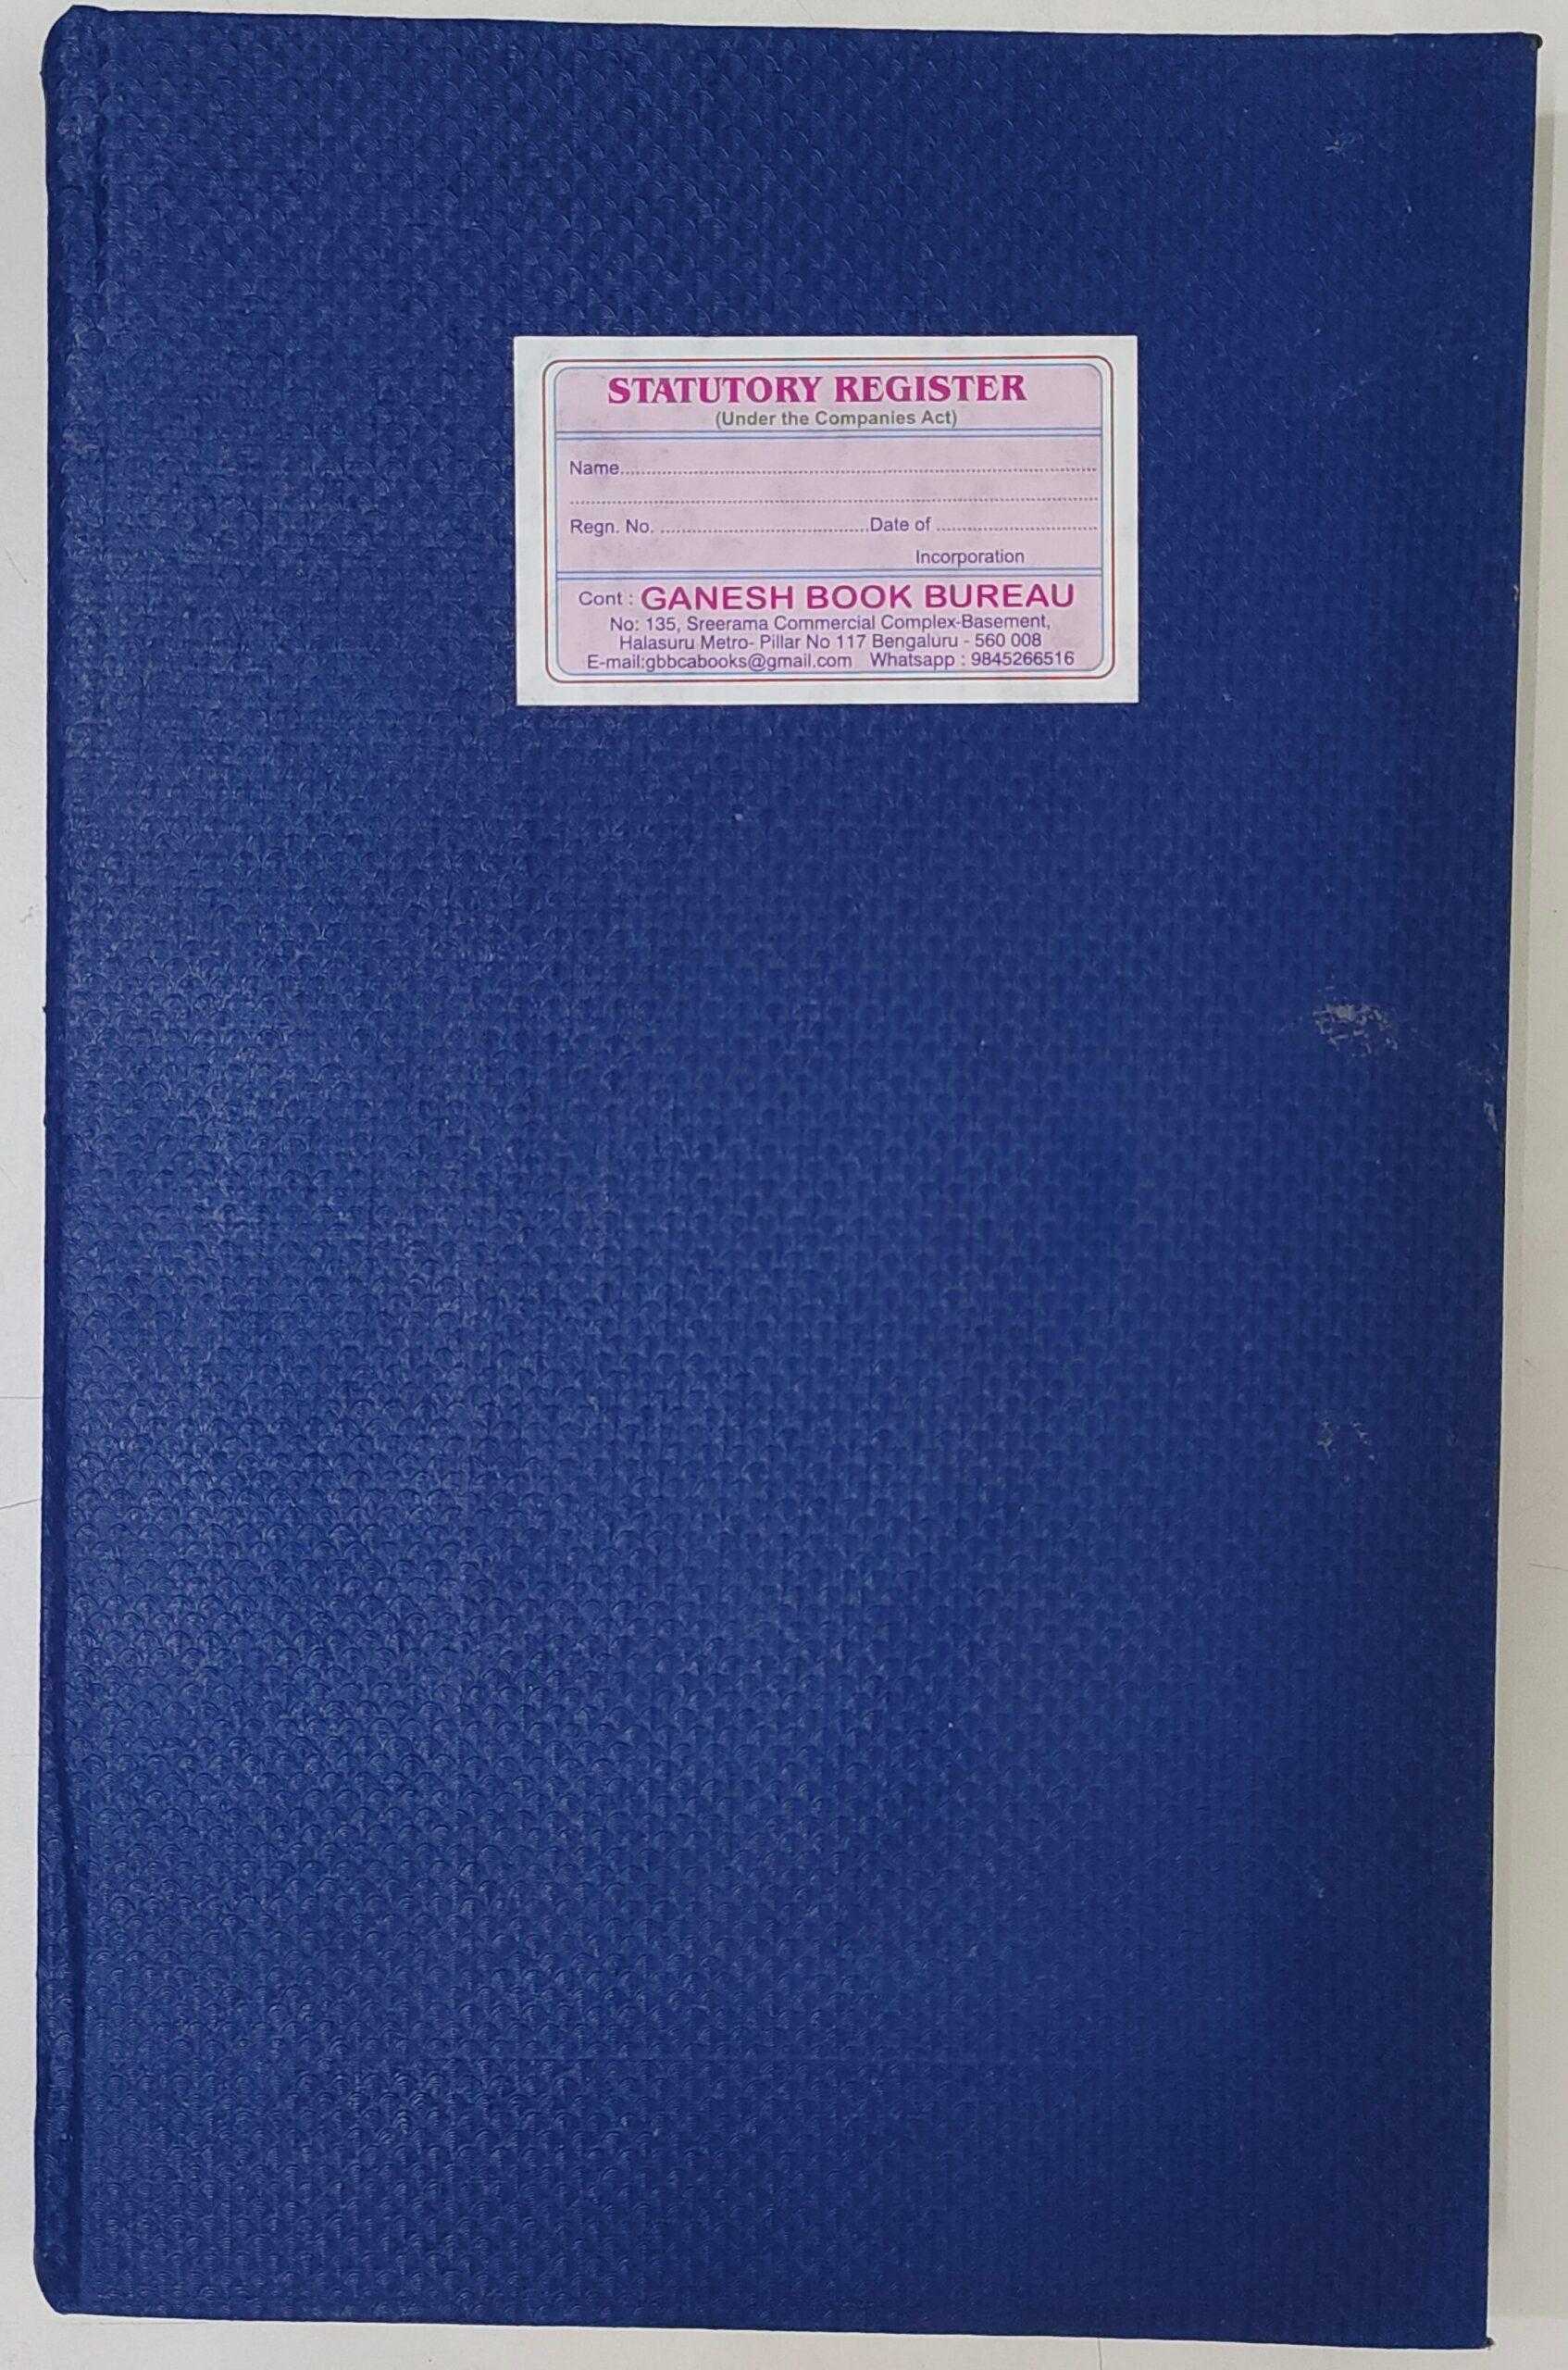 STATUTORY REGISTER
(Under the Companies Act)
Name..........................................................................................
..........................................................................................
Regn. No. ........................................Date of ...............................
Incorporation
Cont : GANESH BOOK BUREAU
No: 135, Sreerama Commercial Complex-Basement,
Halasuru Metro- Pillar No 117 Bengaluru - 560 008
E-mail:gbbcabooks@gmail.com Whatsapp : 9845266516